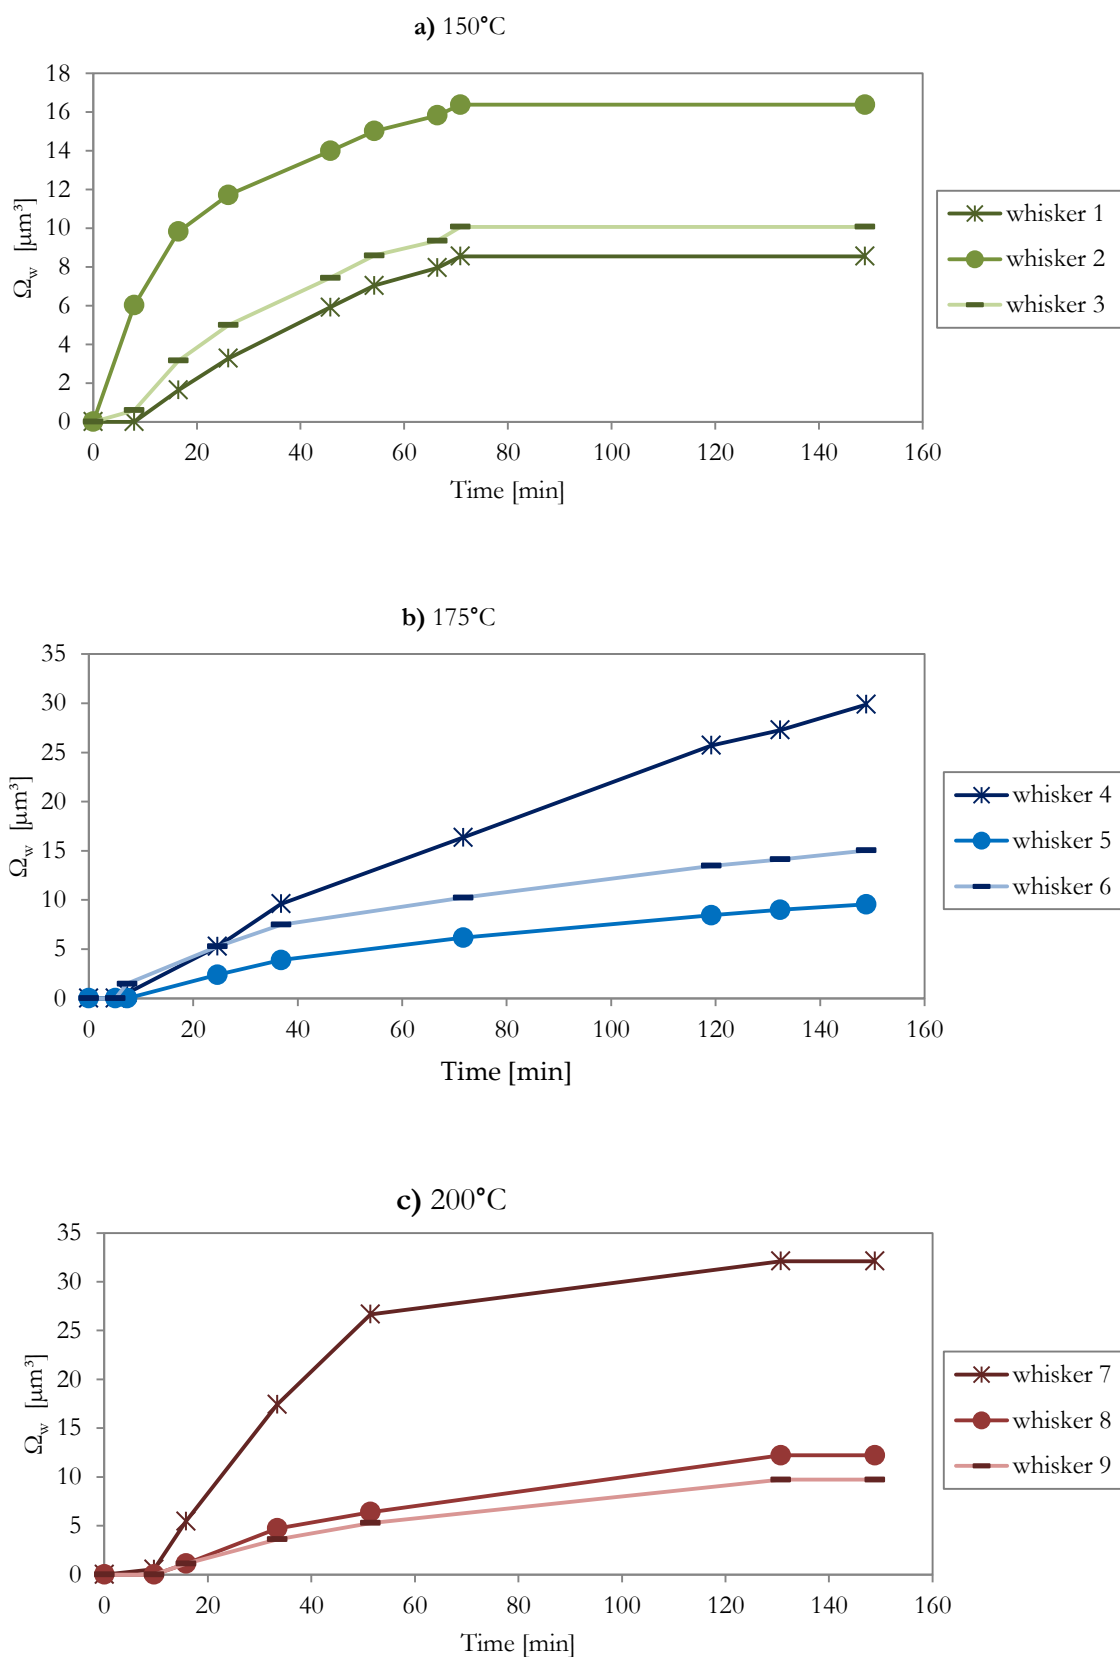 a) 150°C
18
16
14
12
10
8
6
4
2
0
Ω_w [µm³]
0 20 40 60 80 100 120 140 160
Time [min]
whisker 1
whisker 2
whisker 3
b) 175°C
35
30
25
20
15
10
5
0
Ω_w [µm³]
0 20 40 60 80 100 120 140 160
Time [min]
whisker 4
whisker 5
whisker 6
c) 200°C
35
30
25
20
15
10
5
0
Ω_w [µm³]
0 20 40 60 80 100 120 140 160
Time [min]
whisker 7
whisker 8
whisker 9